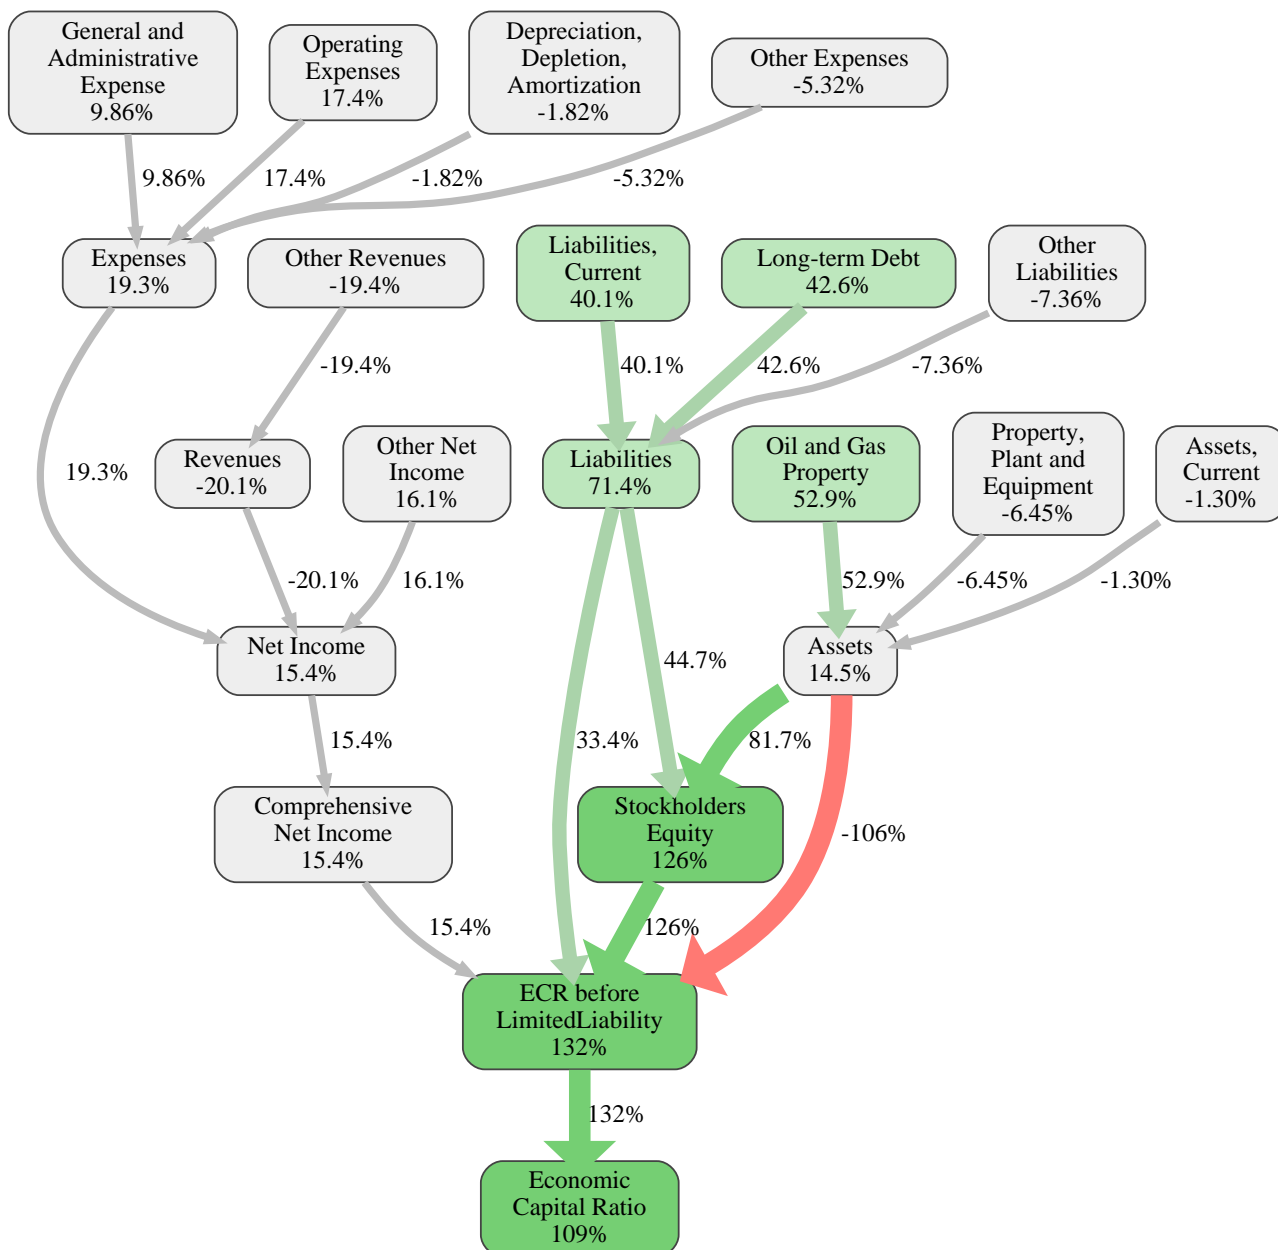 General and
Administrative
Expense
9.86%
Operating
Expenses
17.4%
Depreciation,
Depletion,
Amortization
-1.82%
Other Expenses
-5.32%
9.86%
17.4%
-1.82%
-5.32%
Expenses
19.3%
Other Revenues
-19.4%
Liabilities,
Current
40.1%
Long-term Debt
42.6%
Other
Liabilities
-7.36%
-19.4%
40.1%
42.6%
-7.36%
19.3%
Revenues
-20.1%
Other Net
Income
16.1%
Liabilities
71.4%
Oil and Gas
Property
52.9%
Property,
Plant and
Equipment
-6.45%
Assets,
Current
-1.30%
-20.1%
16.1%
52.9%
-6.45%
-1.30%
Net Income
15.4%
44.7%
Assets
14.5%
15.4%
33.4%
81.7%
Comprehensive
Net Income
15.4%
Stockholders
Equity
126%
-106%
15.4%
126%
ECR before
LimitedLiability
132%
132%
Economic
Capital Ratio
109%